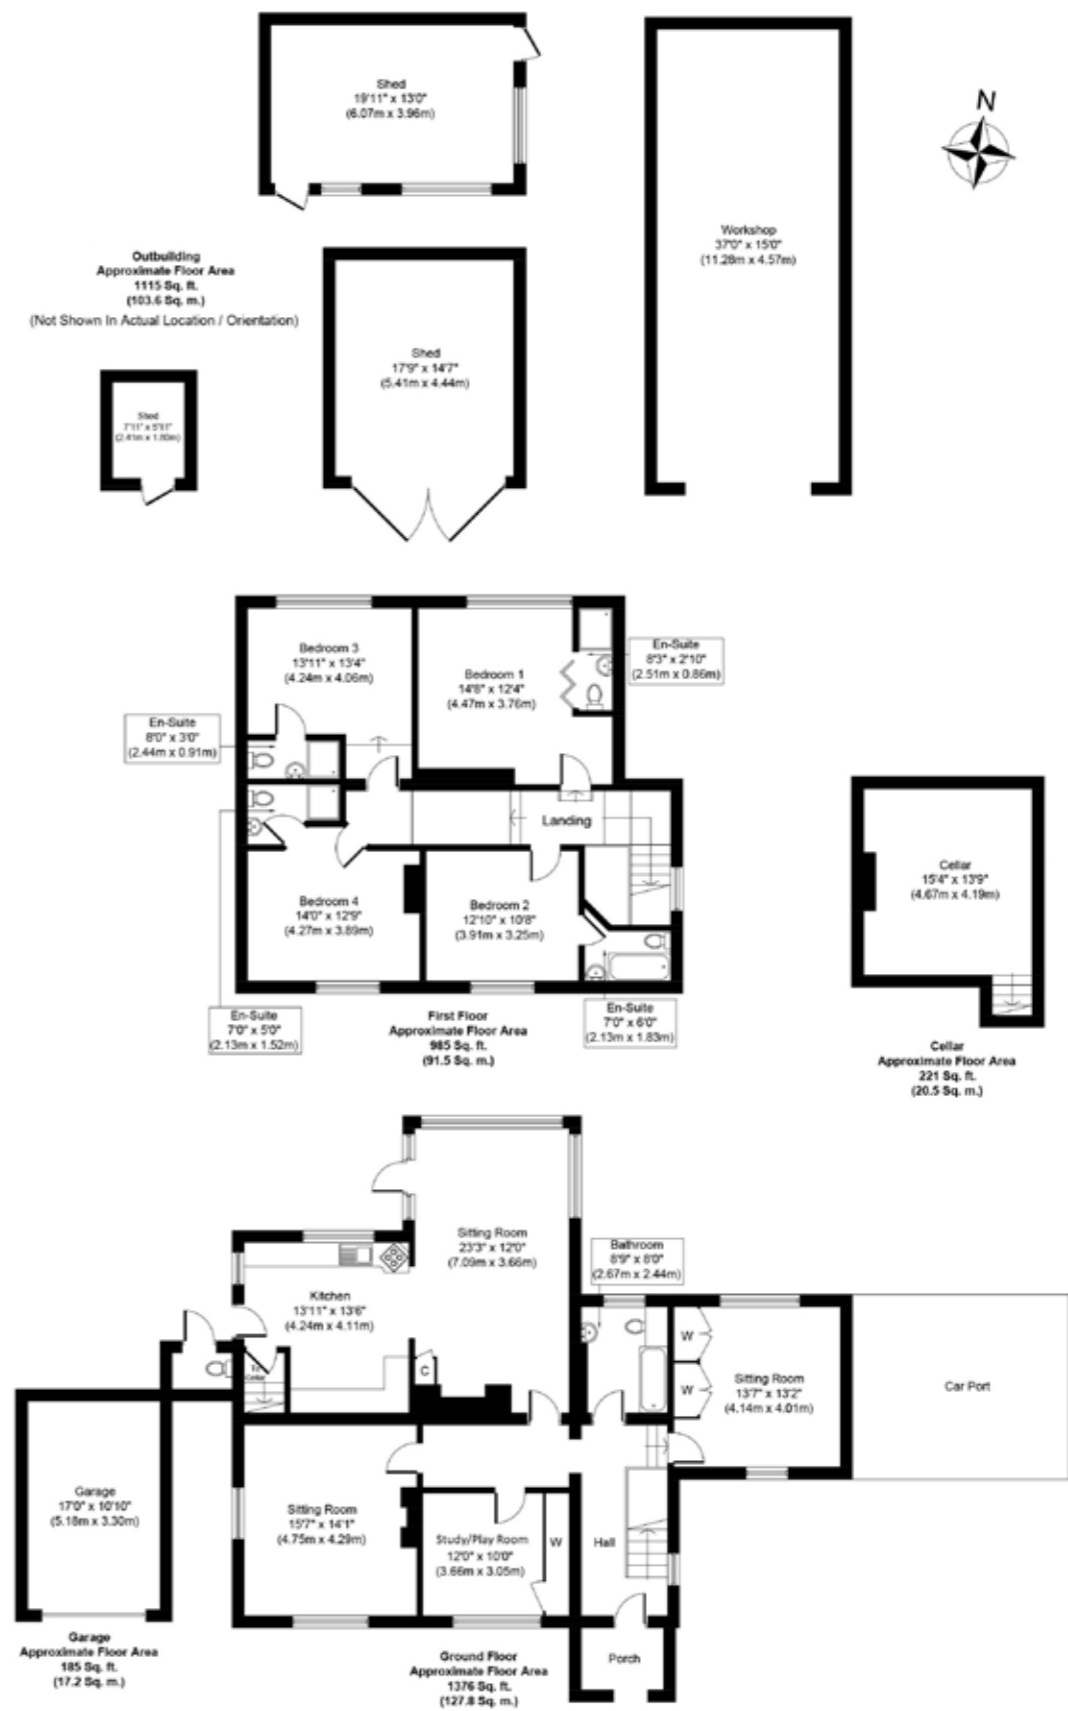 Shed
19'11" x 13'0"
(6.07m x 3.96m)
N
Workshop
37'0" x 15'0"
(11.28m x 4.57m)
Outbuilding
Approximate Floor Area
1115 Sq. ft.
(103.6 Sq. m.)
(Not Shown In Actual Location / Orientation)
Shed
17'9" x 14'7"
(5.41m x 4.44m)
Shed
7'11" x 5'11"
(2.41m x 1.80m)
Bedroom 3
13'11" x 13'4"
(4.24m x 4.06m)
Bedroom 1
14'8" x 12'4"
(4.47m x 3.76m)
En-Suite
8'3" x 2'10"
(2.51m x 0.86m)
En-Suite
8'0" x 3'0"
(2.44m x 0.91m)
Landing
Bedroom 4
14'0" x 12'9"
(4.27m x 3.89m)
Bedroom 2
12'10" x 10'8"
(3.91m x 3.25m)
Cellar
15'4" x 13'9"
(4.67m x 4.19m)
En-Suite
7'0" x 5'0"
(2.13m x 1.52m)
First Floor
Approximate Floor Area
985 Sq. ft.
(91.5 Sq. m.)
En-Suite
7'0" x 6'0"
(2.13m x 1.83m)
Cellar
Approximate Floor Area
221 Sq. ft.
(20.5 Sq. m.)
Sitting Room
23'3" x 12'0"
(7.09m x 3.66m)
Bathroom
8'9" x 8'0"
(2.67m x 2.44m)
Kitchen
13'11" x 13'6"
(4.24m x 4.11m)
To
Cellar
C
W
W
Sitting Room
13'7" x 13'2"
(4.14m x 4.01m)
Car Port
Garage
17'0" x 10'10"
(5.18m x 3.30m)
Sitting Room
15'7" x 14'1"
(4.75m x 4.29m)
Study/Play Room
12'0" x 10'0"
(3.66m x 3.05m)
W
Hall
Porch
Garage
Approximate Floor Area
185 Sq. ft.
(17.2 Sq. m.)
Ground Floor
Approximate Floor Area
1376 Sq. ft.
(127.8 Sq. m.)